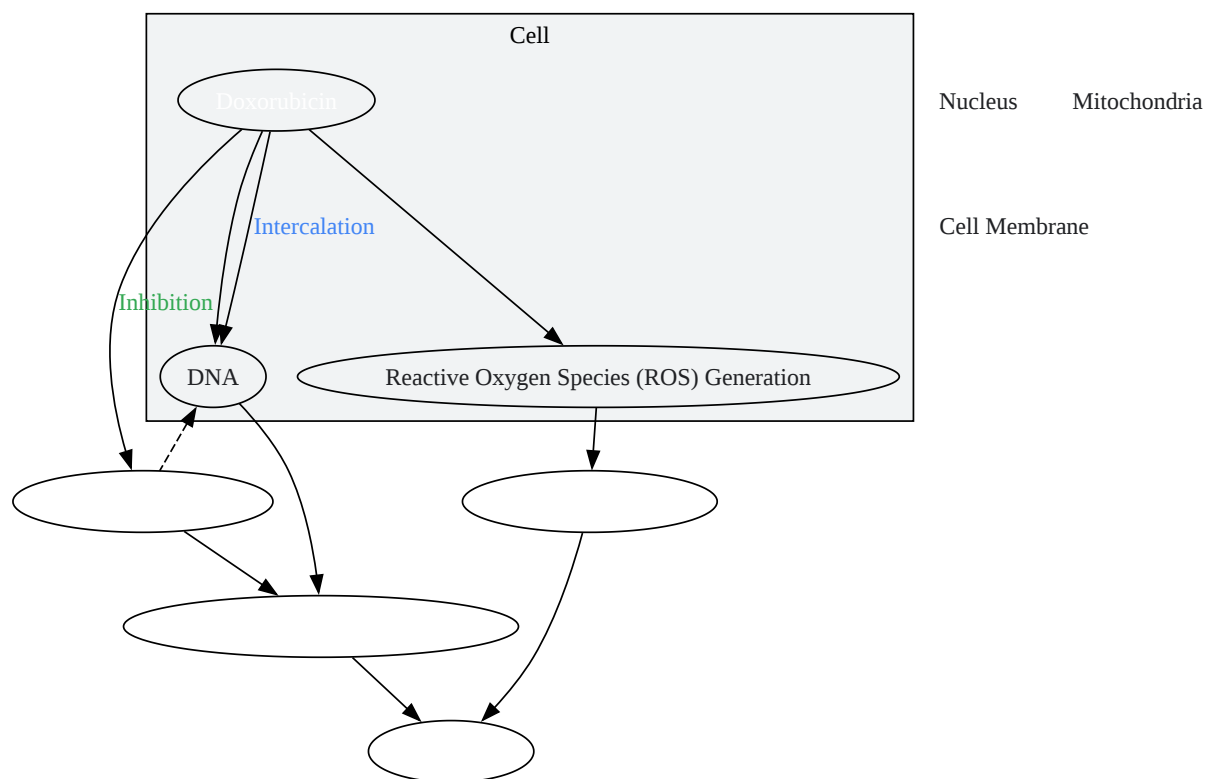 Cell
Doxorubicin
Nucleus
Mitochondria
Intercalation
Cell Membrane
Inhibition
DNA
Reactive Oxygen Species (ROS) Generation